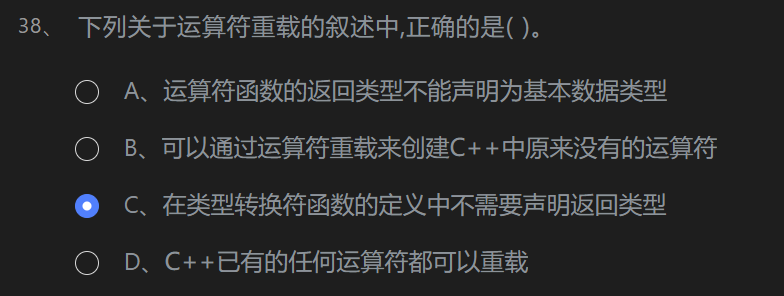 38、 下列关于运算符重载的叙述中,正确的是( )。
A、运算符函数的返回类型不能声明为基本数据类型
B、可以通过运算符重载来创建C++中原来没有的运算符
C、在类型转换符函数的定义中不需要声明返回类型
D、C++已有的任何运算符都可以重载